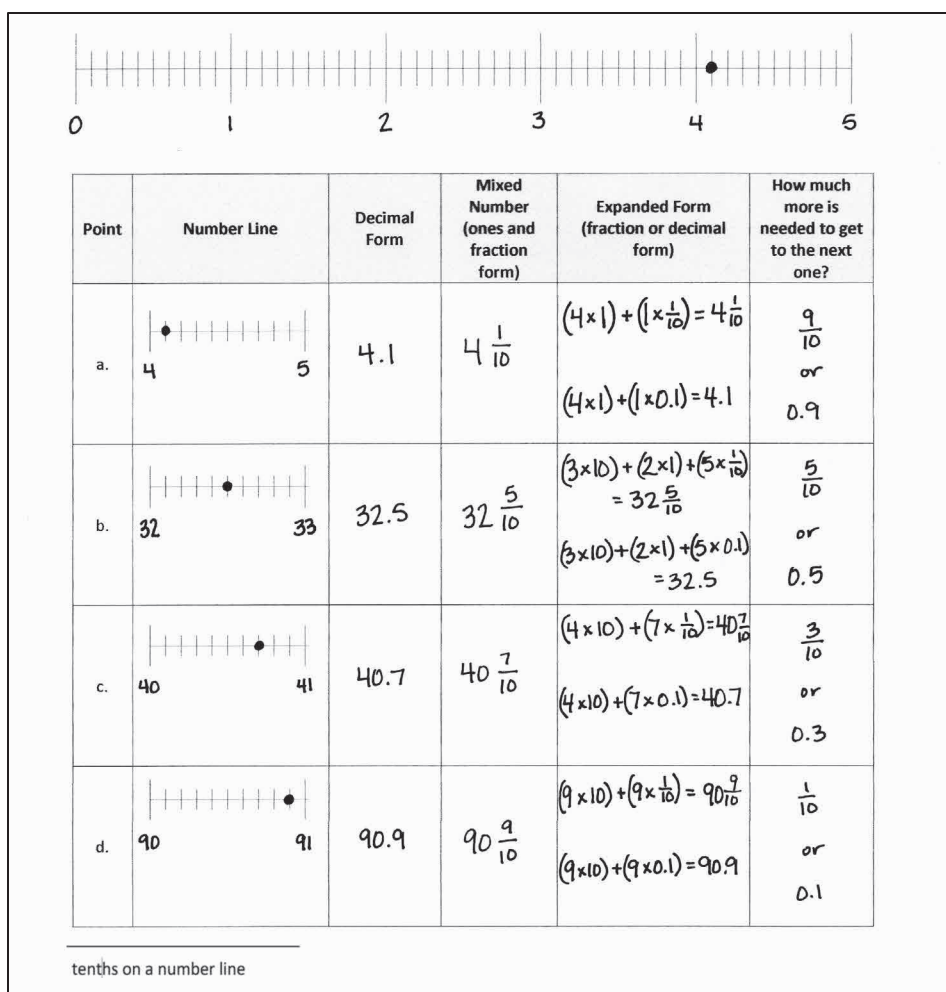 0 1 2 3 4 5
Point
Number Line
Decimal
Form
Mixed
Number
(ones and
fraction
form)
Expanded Form
(fraction or decimal
form)
How much
more is
needed to get
to the next
one?
a.
4 5
4.1
4 1/10
(4×1) + (1×1/10) = 4 1/10
(4×1)+(1×0.1)=4.1
9/10
or
0.9
b.
32 33
32.5
32 5/10
(3×10)+(2×1)+(5×1/10)
= 32 5/10
(3×10)+(2×1)+(5×0.1)
=32.5
5/10
or
0.5
c.
40 41
40.7
40 7/10
(4×10)+(7×1/10)=40 7/10
(4×10)+(7×0.1)=40.7
3/10
or
0.3
d.
90 91
90.9
90 9/10
(9×10)+(9×1/10)= 90 9/10
(9×10)+(9×0.1)=90.9
1/10
or
0.1
tenths on a number line